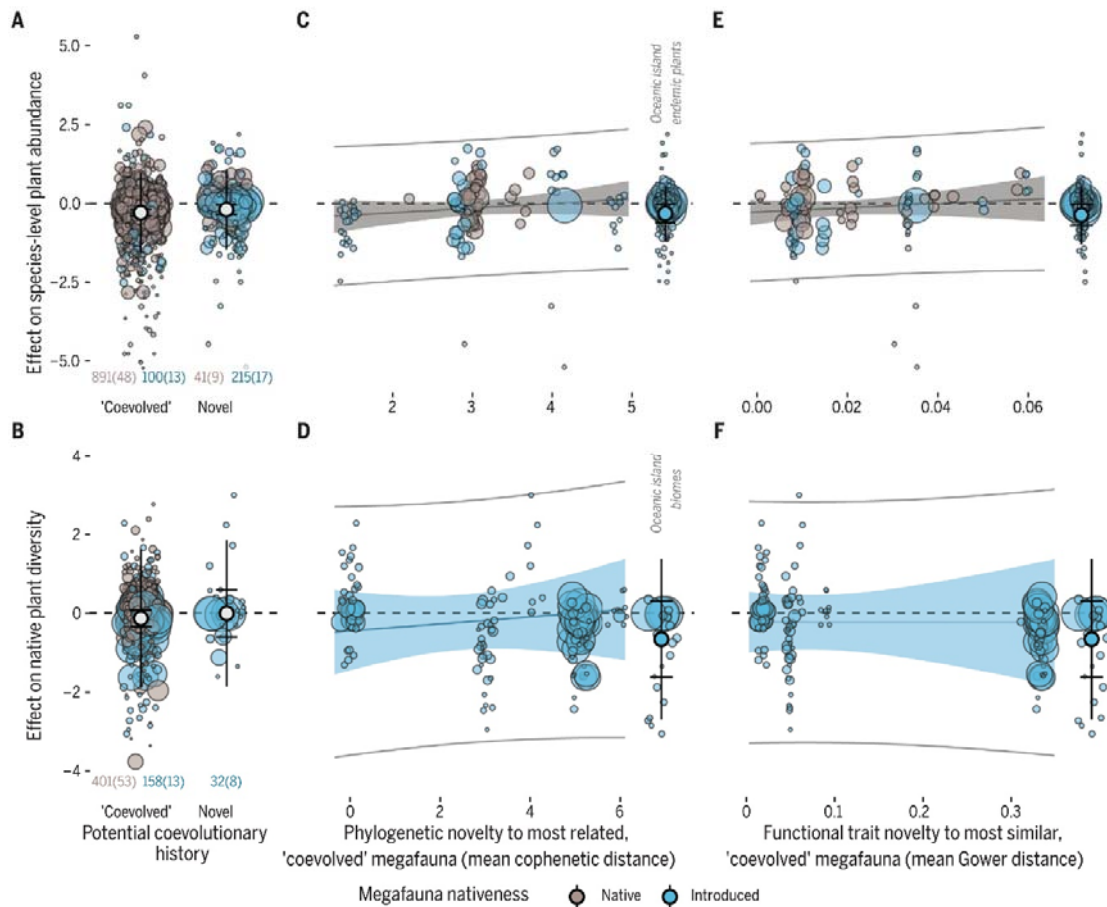 A
C
E
Effect on species-level plant abundance
5.0
2.5
0.0
−2.5
−5.0
891(48) 100(13) 41(9) 215(17)
'Coevolved' Novel
2 3 4 5
Oceanic island
endemic plants
0.00 0.02 0.04 0.06
B
D
F
Effect on native plant diversity
4
2
0
−2
−4
401(53) 158(13) 32(8)
'Coevolved' Novel
Potential coevolutionary
history
Oceanic island
biomes
0 2 4 6
Phylogenetic novelty to most related,
'coevolved' megafauna (mean cophenetic distance)
0 0.1 0.2 0.3
Functional trait novelty to most similar,
'coevolved' megafauna (mean Gower distance)
Megafauna nativeness Native Introduced